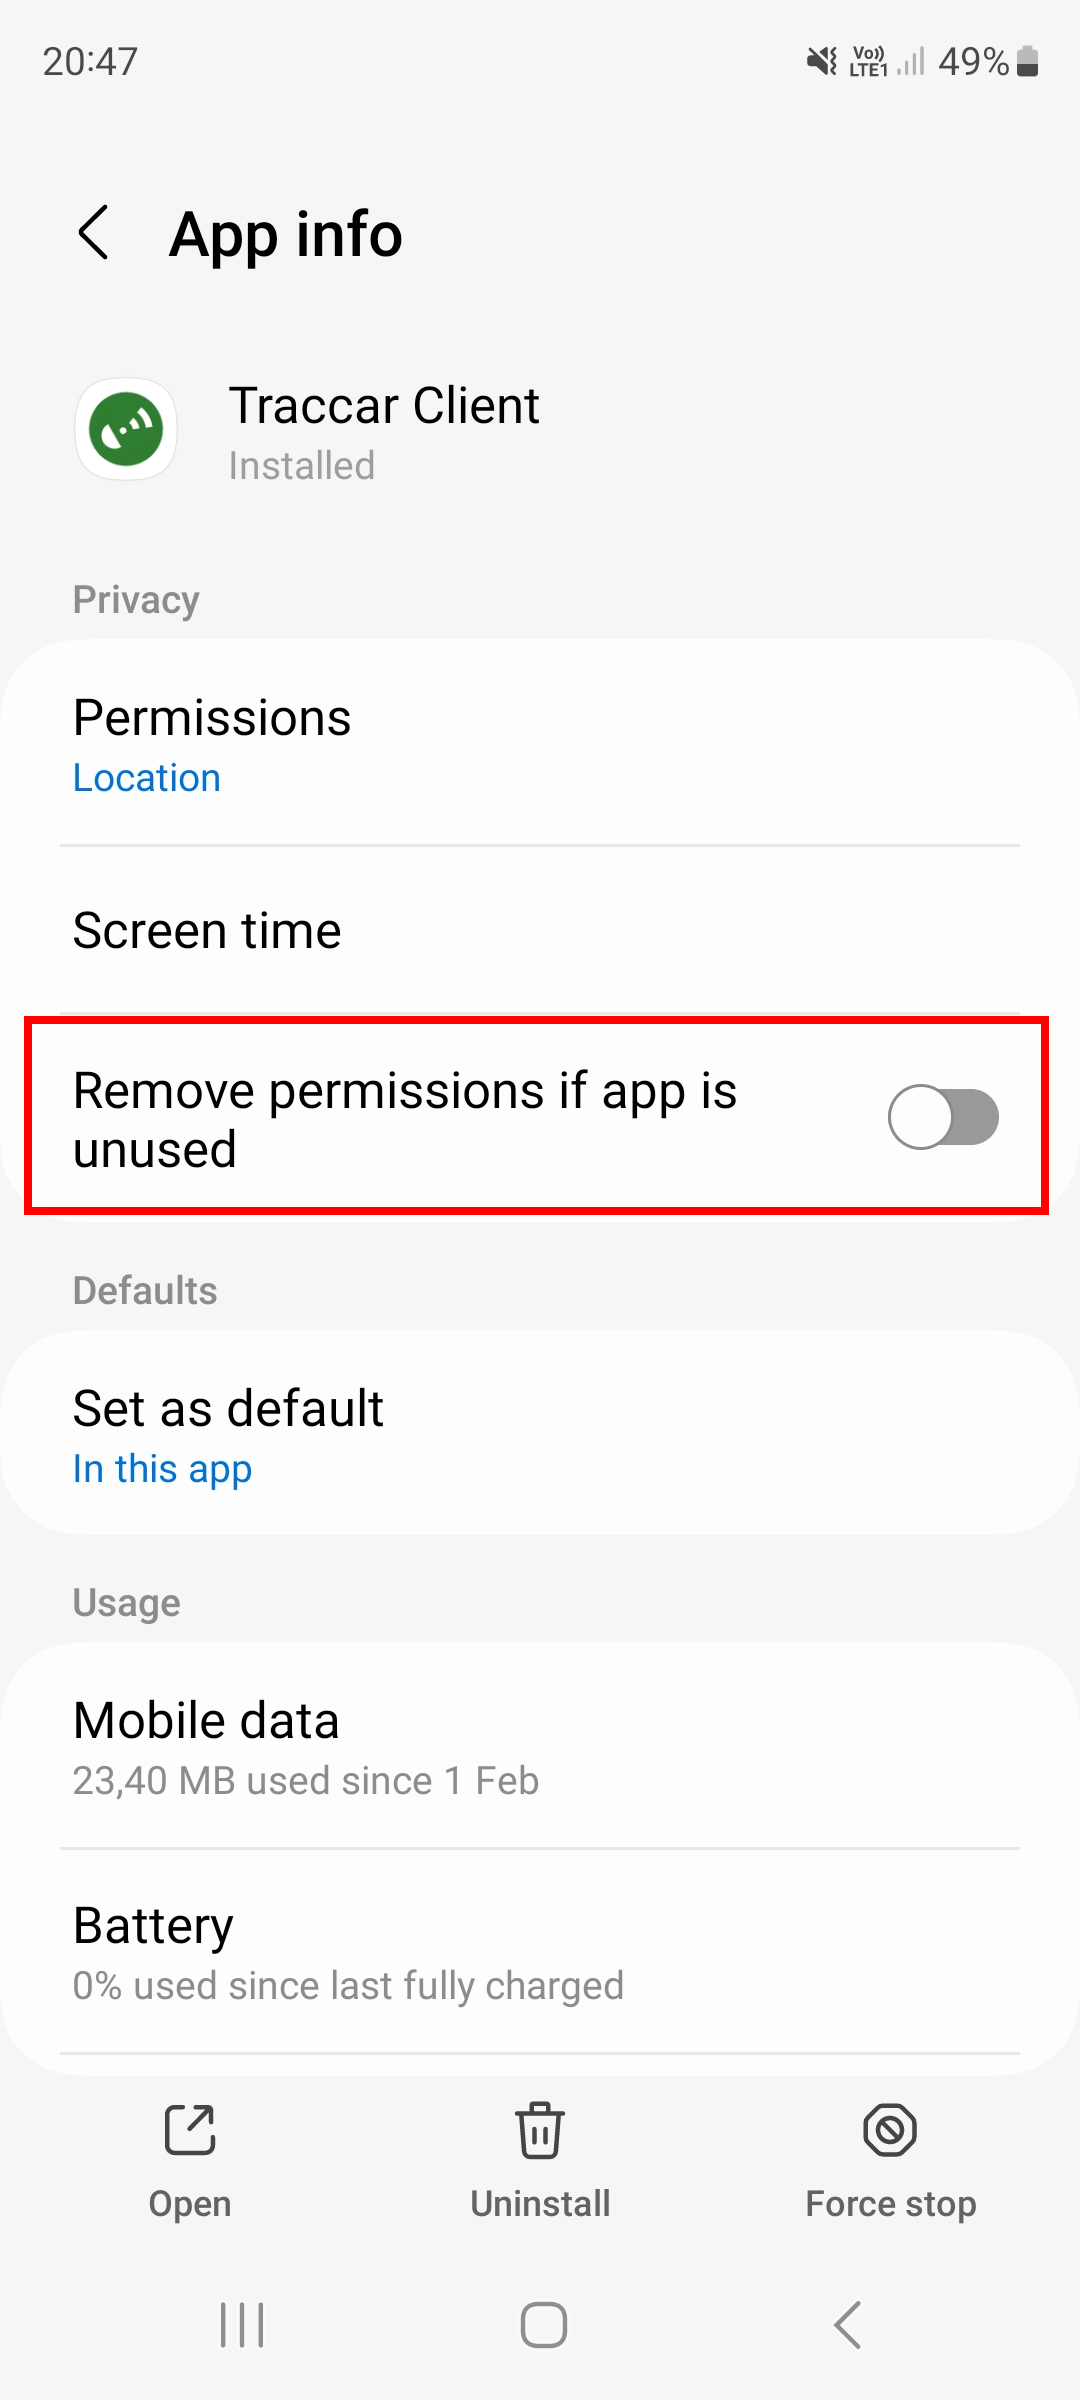 20:47
Vo)) LTE1 49%
App info
Traccar Client
Installed
Privacy
Permissions
Location
Screen time
Remove permissions if app is
unused
Defaults
Set as default
In this app
Usage
Mobile data
23,40 MB used since 1 Feb
Battery
0% used since last fully charged
Open
Uninstall
Force stop